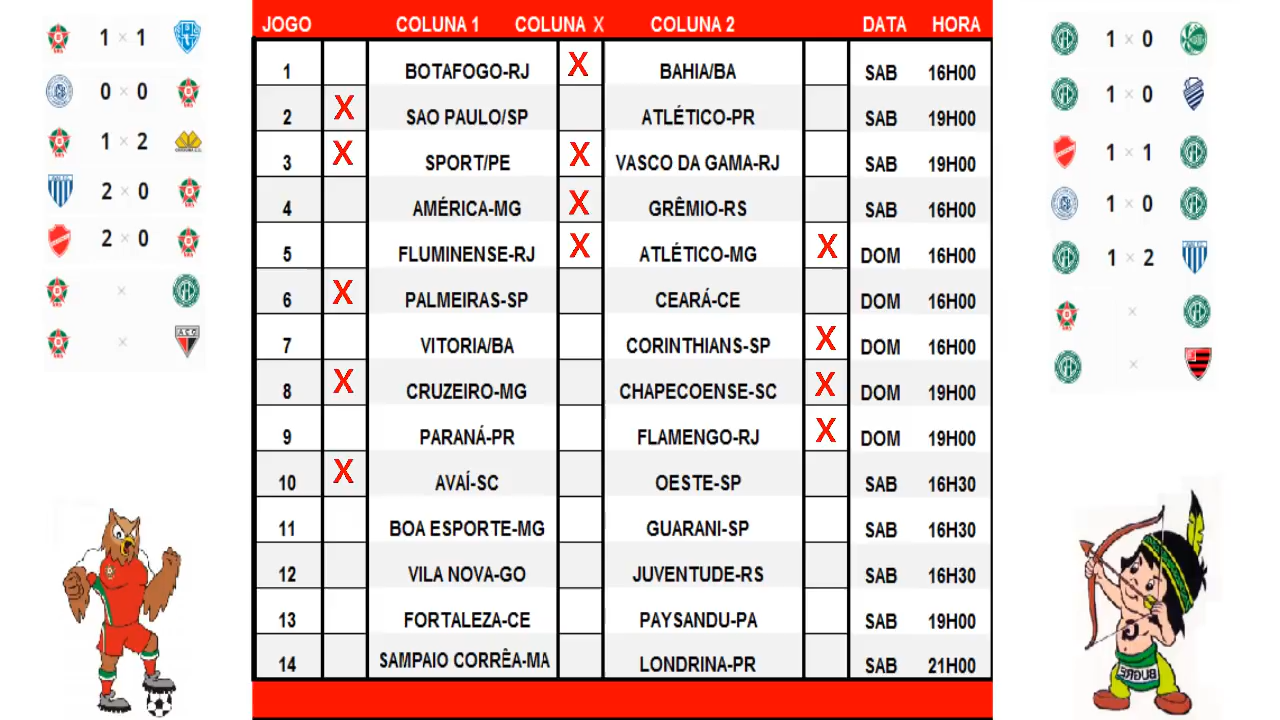 JOGO COLUNA 1 COLUNA X COLUNA 2 DATA HORA
1 BOTAFOGO-RJ X BAHIA/BA SAB 16H00
2 X SAO PAULO/SP ATLÉTICO-PR SAB 19H00
3 X SPORT/PE X VASCO DA GAMA-RJ SAB 19H00
4 AMÉRICA-MG X GRÊMIO-RS SAB 16H00
5 FLUMINENSE-RJ X ATLÉTICO-MG X DOM 16H00
6 X PALMEIRAS-SP CEARÁ-CE DOM 16H00
7 VITORIA/BA CORINTHIANS-SP X DOM 16H00
8 X CRUZEIRO-MG CHAPECOENSE-SC X DOM 19H00
9 PARANÁ-PR FLAMENGO-RJ X DOM 19H00
10 X AVAÍ-SC OESTE-SP SAB 16H30
11 BOA ESPORTE-MG GUARANI-SP SAB 16H30
12 VILA NOVA-GO JUVENTUDE-RS SAB 16H30
13 FORTALEZA-CE PAYSANDU-PA SAB 19H00
14 SAMPAIO CORRÊA-MA LONDRINA-PR SAB 21H00
1 × 1
0 × 0
1 × 2
2 × 0
2 × 0
×
×
1 × 0
1 × 0
1 × 1
1 × 0
1 × 2
×
×
BUGRE